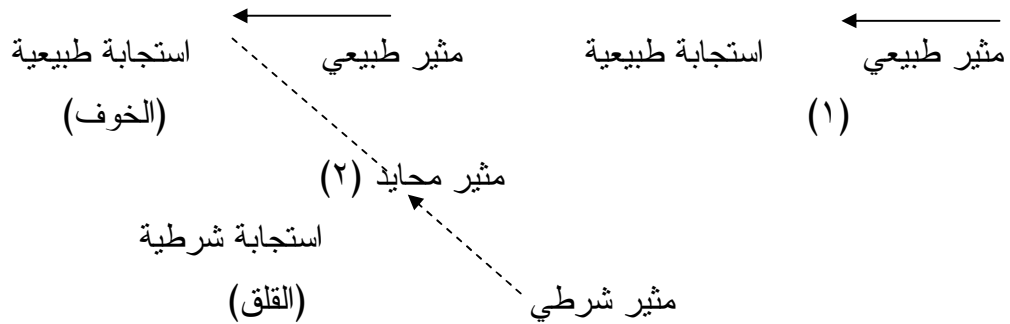 مثير طبيعي استجابة طبيعية مثير طبيعي استجابة طبيعية
(١) (الخوف)
مثير محايد (٢)
استجابة شرطية
مثير شرطي (القلق)